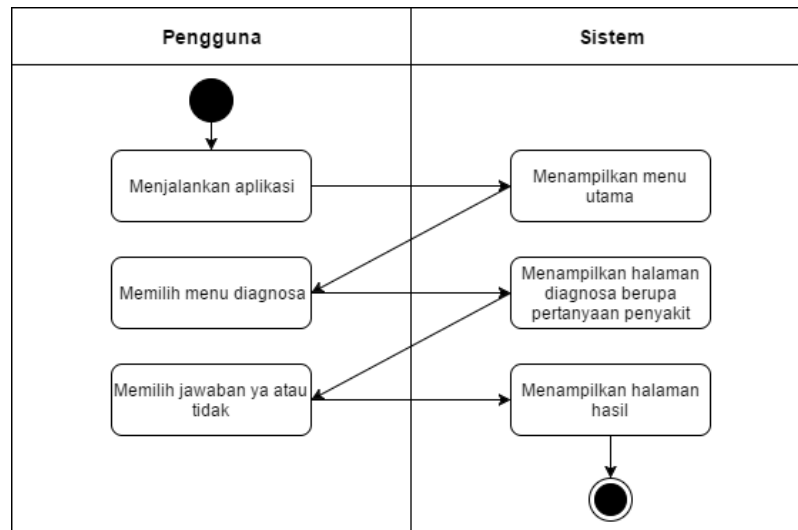 Pengguna
Sistem
Menjalankan aplikasi
Menampilkan menu
utama
Memilih menu diagnosa
Menampilkan halaman
diagnosa berupa
pertanyaan penyakit
Memilih jawaban ya atau
tidak
Menampilkan halaman
hasil